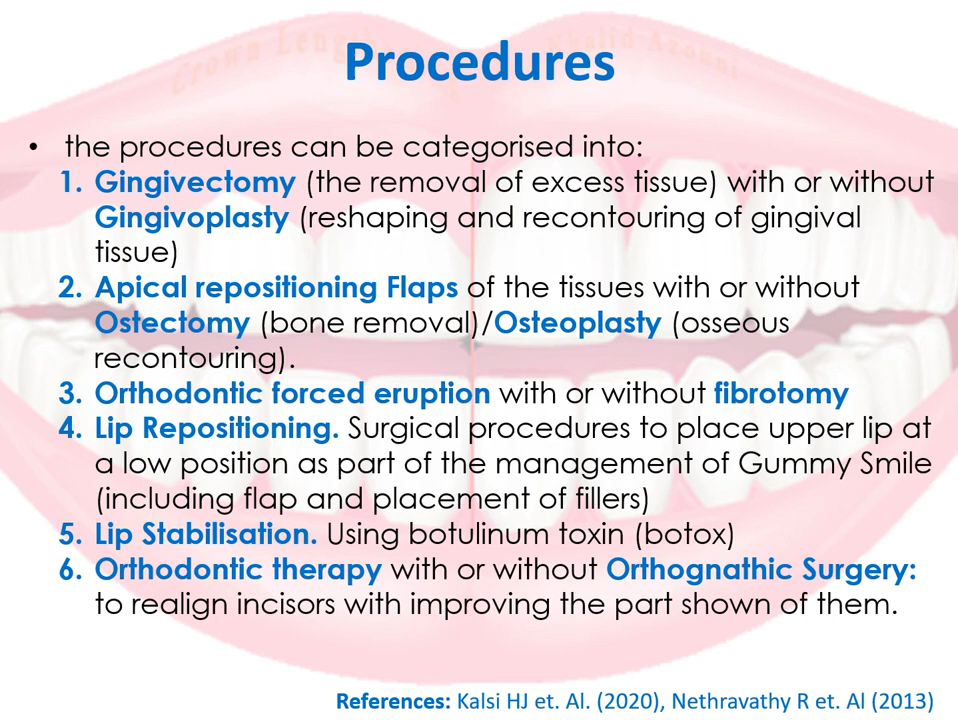 Crown Length Khalid Azouni
Procedures
• the procedures can be categorised into:
1. Gingivectomy (the removal of excess tissue) with or without
Gingivoplasty (reshaping and recontouring of gingival
tissue)
2. Apical repositioning Flaps of the tissues with or without
Ostectomy (bone removal)/Osteoplasty (osseous
recontouring).
3. Orthodontic forced eruption with or without fibrotomy
4. Lip Repositioning. Surgical procedures to place upper lip at
a low position as part of the management of Gummy Smile
(including flap and placement of fillers)
5. Lip Stabilisation. Using botulinum toxin (botox)
6. Orthodontic therapy with or without Orthognathic Surgery:
to realign incisors with improving the part shown of them.
References: Kalsi HJ et. Al. (2020), Nethravathy R et. Al (2013)